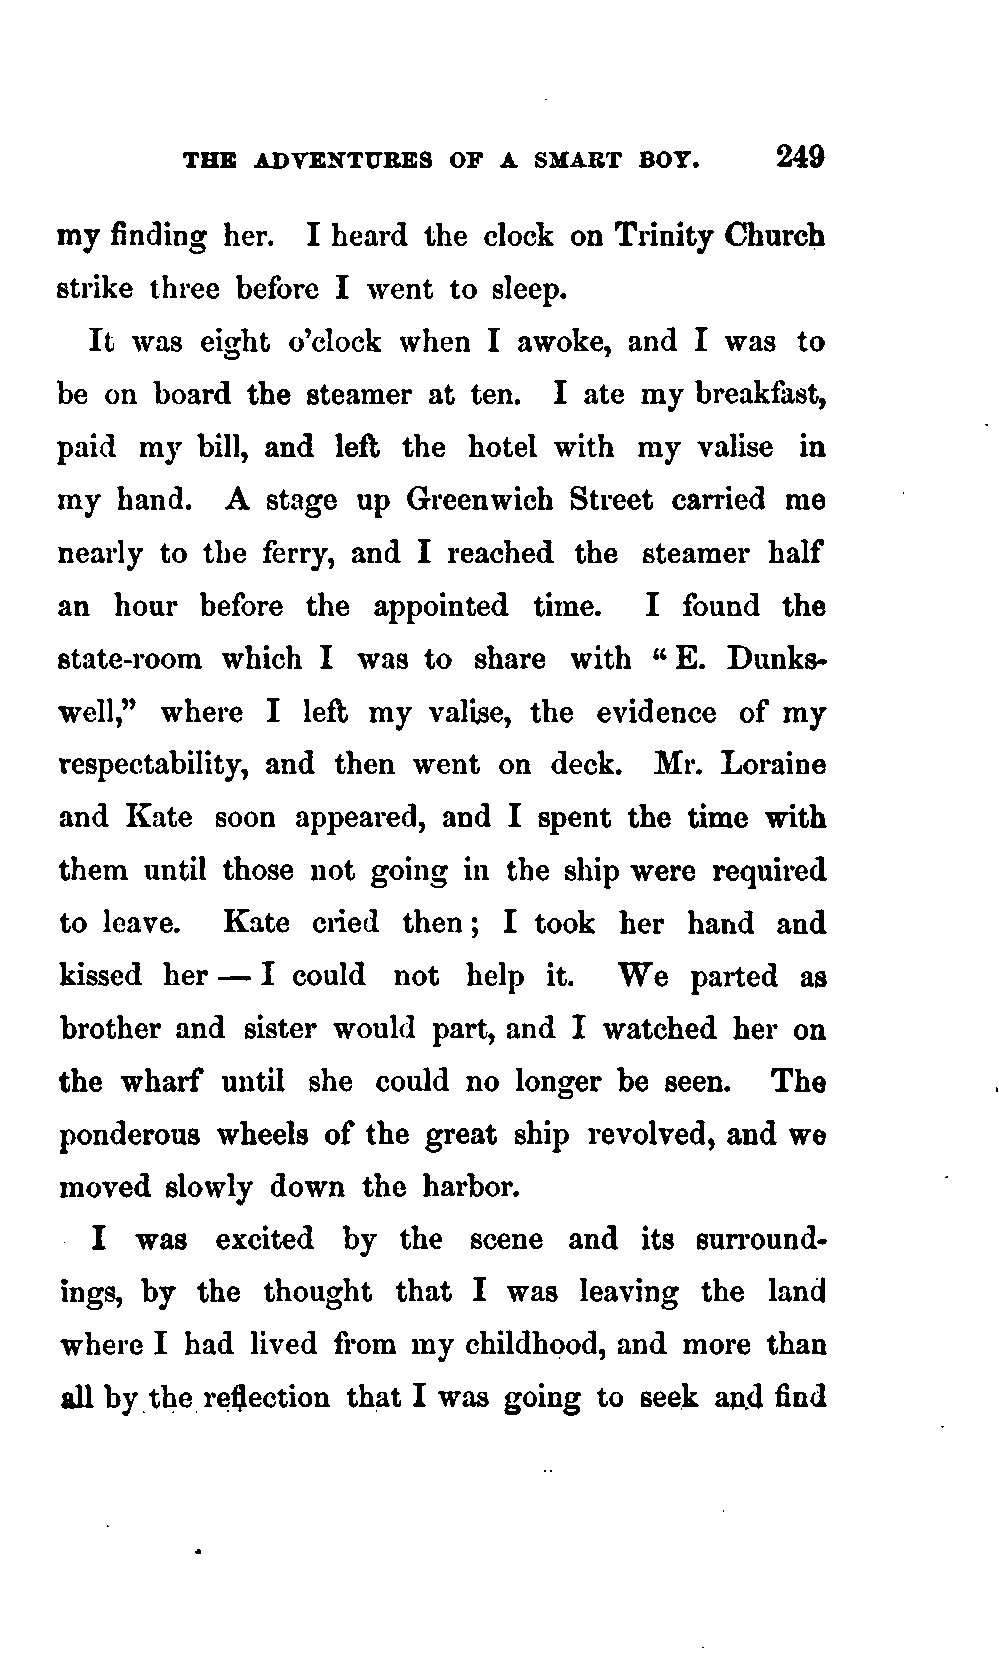 THE ADVENTURES OF A SMART BOY. 249
my finding her. I heard the clock on Trinity Church
strike three before I went to sleep.
It was eight o'clock when I awoke, and I was to
be on board the steamer at ten. I ate my breakfast,
paid my bill, and left the hotel with my valise in
my hand. A stage up Greenwich Street carried me
nearly to the ferry, and I reached the steamer half
an hour before the appointed time. I found the
state-room which I was to share with “E. Dunks-
well,” where I left my valise, the evidence of my
respectability, and then went on deck. Mr. Loraine
and Kate soon appeared, and I spent the time with
them until those not going in the ship were required
to leave. Kate cried then; I took her hand and
kissed her — I could not help it. We parted as
brother and sister would part, and I watched her on
the wharf until she could no longer be seen. The
ponderous wheels of the great ship revolved, and we
moved slowly down the harbor.
I was excited by the scene and its surround-
ings, by the thought that I was leaving the land
where I had lived from my childhood, and more than
all by the reflection that I was going to seek and find